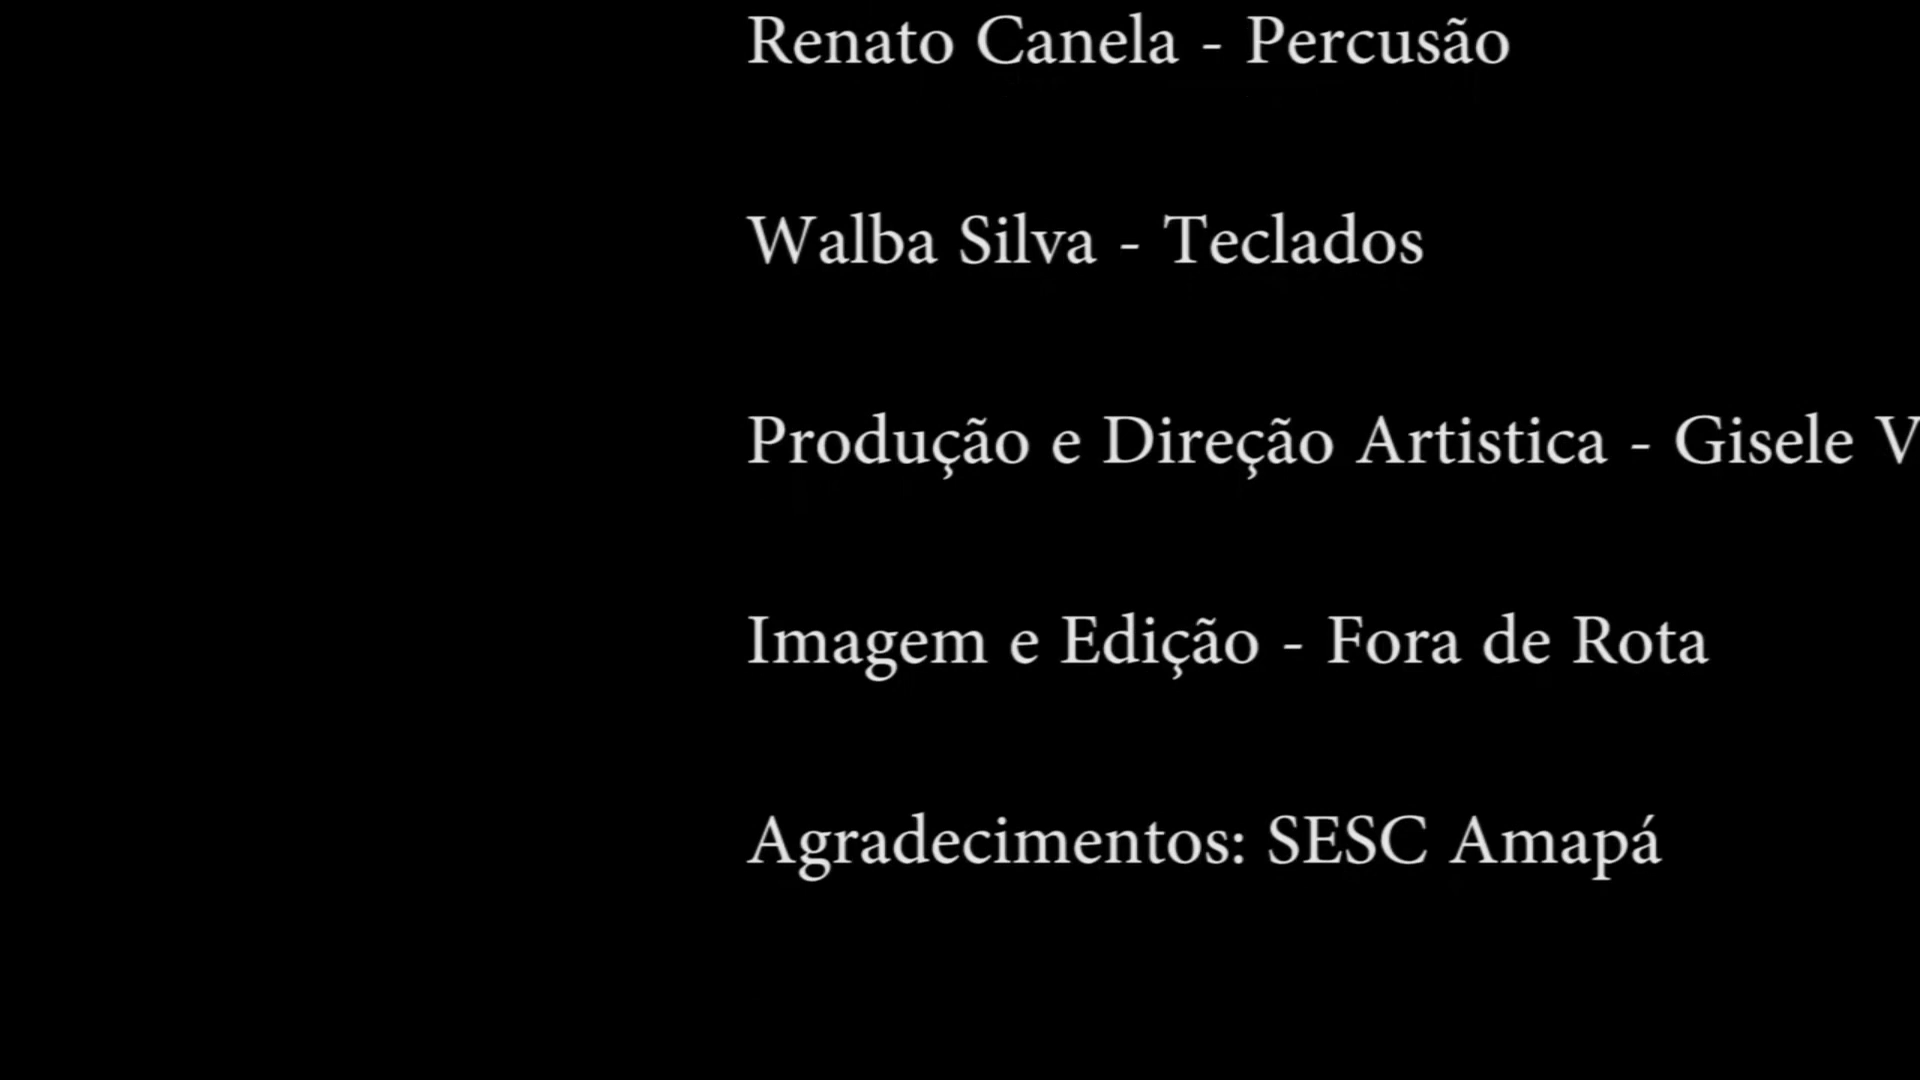 Renato Canela - Percusão
Walba Silva - Teclados
Produção e Direção Artistica - Gisele V
Imagem e Edição - Fora de Rota
Agradecimentos: SESC Amapá